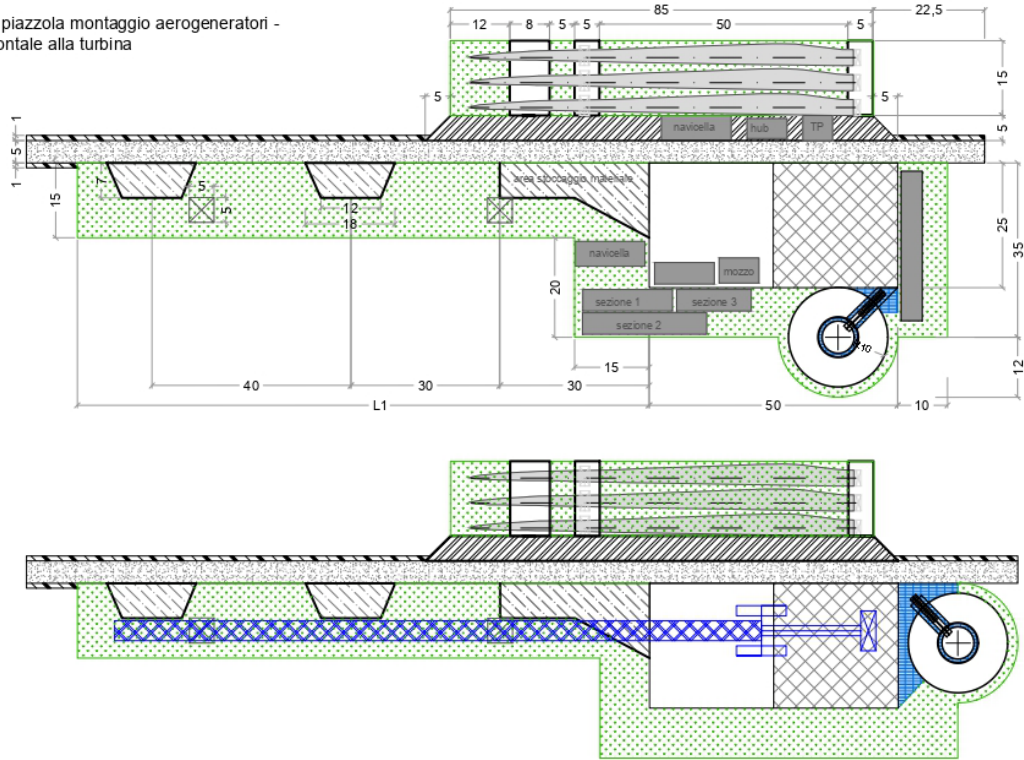 85
22,5
piazzola montaggio aerogeneratori -
ontale alla turbina
12
8
5
5
50
5
15
5
5
5
1
5
1
navicella
hub
TP
area stoccaggio materiale
7
5
5
12
18
15
25
35
navicella
mozzo
20
sezione 1
sezione 3
sezione 2
15
12
40
30
30
L1
50
10